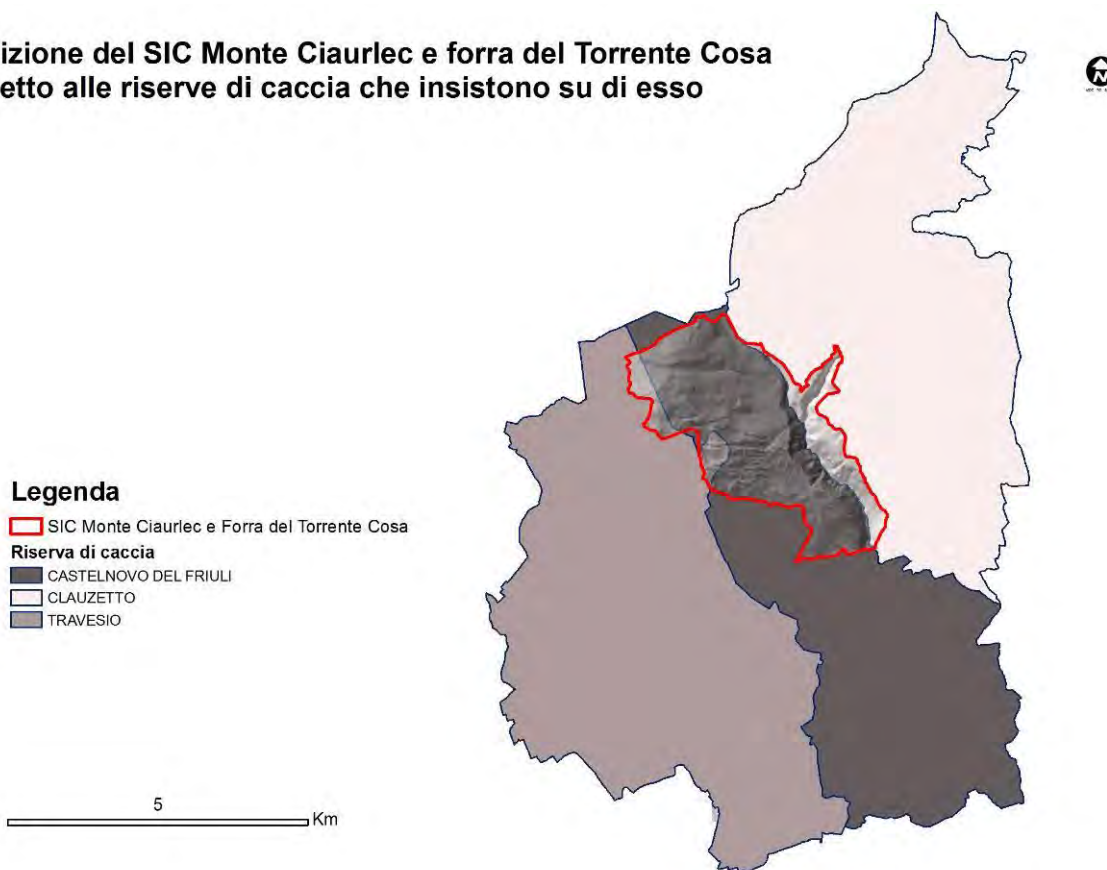 izione del SIC Monte Ciaurlec e forra del Torrente Cosa
etto alle riserve di caccia che insistono su di esso
N
Legenda
SIC Monte Ciaurlec e Forra del Torrente Cosa
Riserva di caccia
CASTELNOVO DEL FRIULI
CLAUZETTO
TRAVESIO
5
Km